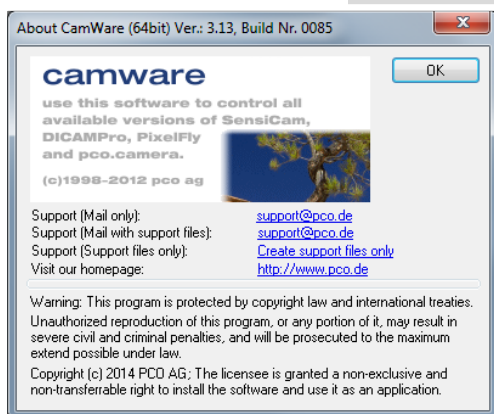 About CamWare (64bit) Ver.: 3.13, Build Nr. 0085
X
camware
OK
use this software to control all
available versions of SensiCam,
DICAMPro, PixelFly
and pco.camera.
(c)1998-2012 pco ag
Support (Mail only): support@pco.de
Support (Mail with support files): support@pco.de
Support (Support files only): Create support files only
Visit our homepage: http://www.pco.de
Warning: This program is protected by copyright law and international treaties.
Unauthorized reproduction of this program, or any portion of it, may result in
severe civil and criminal penalties, and will be prosecuted to the maximum
extend possible under law.
Copyright (c) 2014 PCO AG; The licensee is granted a non-exclusive and
non-transferrable right to install the software and use it as an application.